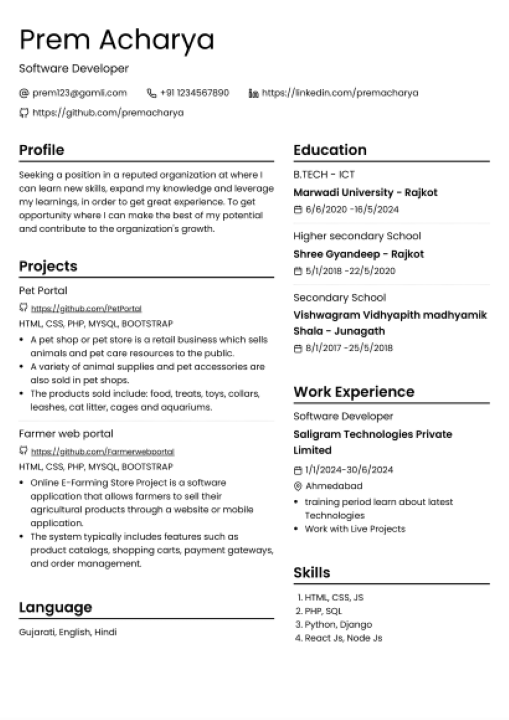 Prem Acharya
Software Developer
prem123@gamli.com +91 1234567890 https://linkedin.com/premacharya
https://github.com/premacharya
Profile
Seeking a position in a reputed organization at where I
can learn new skills, expand my knowledge and leverage
my learnings, in order to get great experience. To get
opportunity where I can make the best of my potential
and contribute to the organization's growth.
Projects
Pet Portal
https://github.com/PetPortal
HTML, CSS, PHP, MYSQL, BOOTSTRAP
• A pet shop or pet store is a retail business which sells
animals and pet care resources to the public.
• A variety of animal supplies and pet accessories are
also sold in pet shops.
• The products sold include: food, treats, toys, collars,
leashes, cat litter, cages and aquariums.
Farmer web portal
https://github.com/Farmerwebportal
HTML, CSS, PHP, MYSQL, BOOTSTRAP
• Online E-Farming Store Project is a software
application that allows farmers to sell their
agricultural products through a website or mobile
application.
• The system typically includes features such as
product catalogs, shopping carts, payment gateways,
and order management.
Language
Gujarati, English, Hindi
Education
B.TECH - ICT
Marwadi University - Rajkot
6/6/2020 -16/5/2024
Higher secondary School
Shree Gyandeep - Rajkot
5/1/2018 -22/5/2020
Secondary School
Vishwagram Vidhyapith madhyamik
Shala - Junagath
8/1/2017 -25/5/2018
Work Experience
Software Developer
Saligram Technologies Private
Limited
1/1/2024-30/6/2024
Ahmedabad
• training period learn about latest
Technologies
• Work with Live Projects
Skills
1. HTML, CSS, JS
2. PHP, SQL
3. Python, Django
4. React Js, Node Js